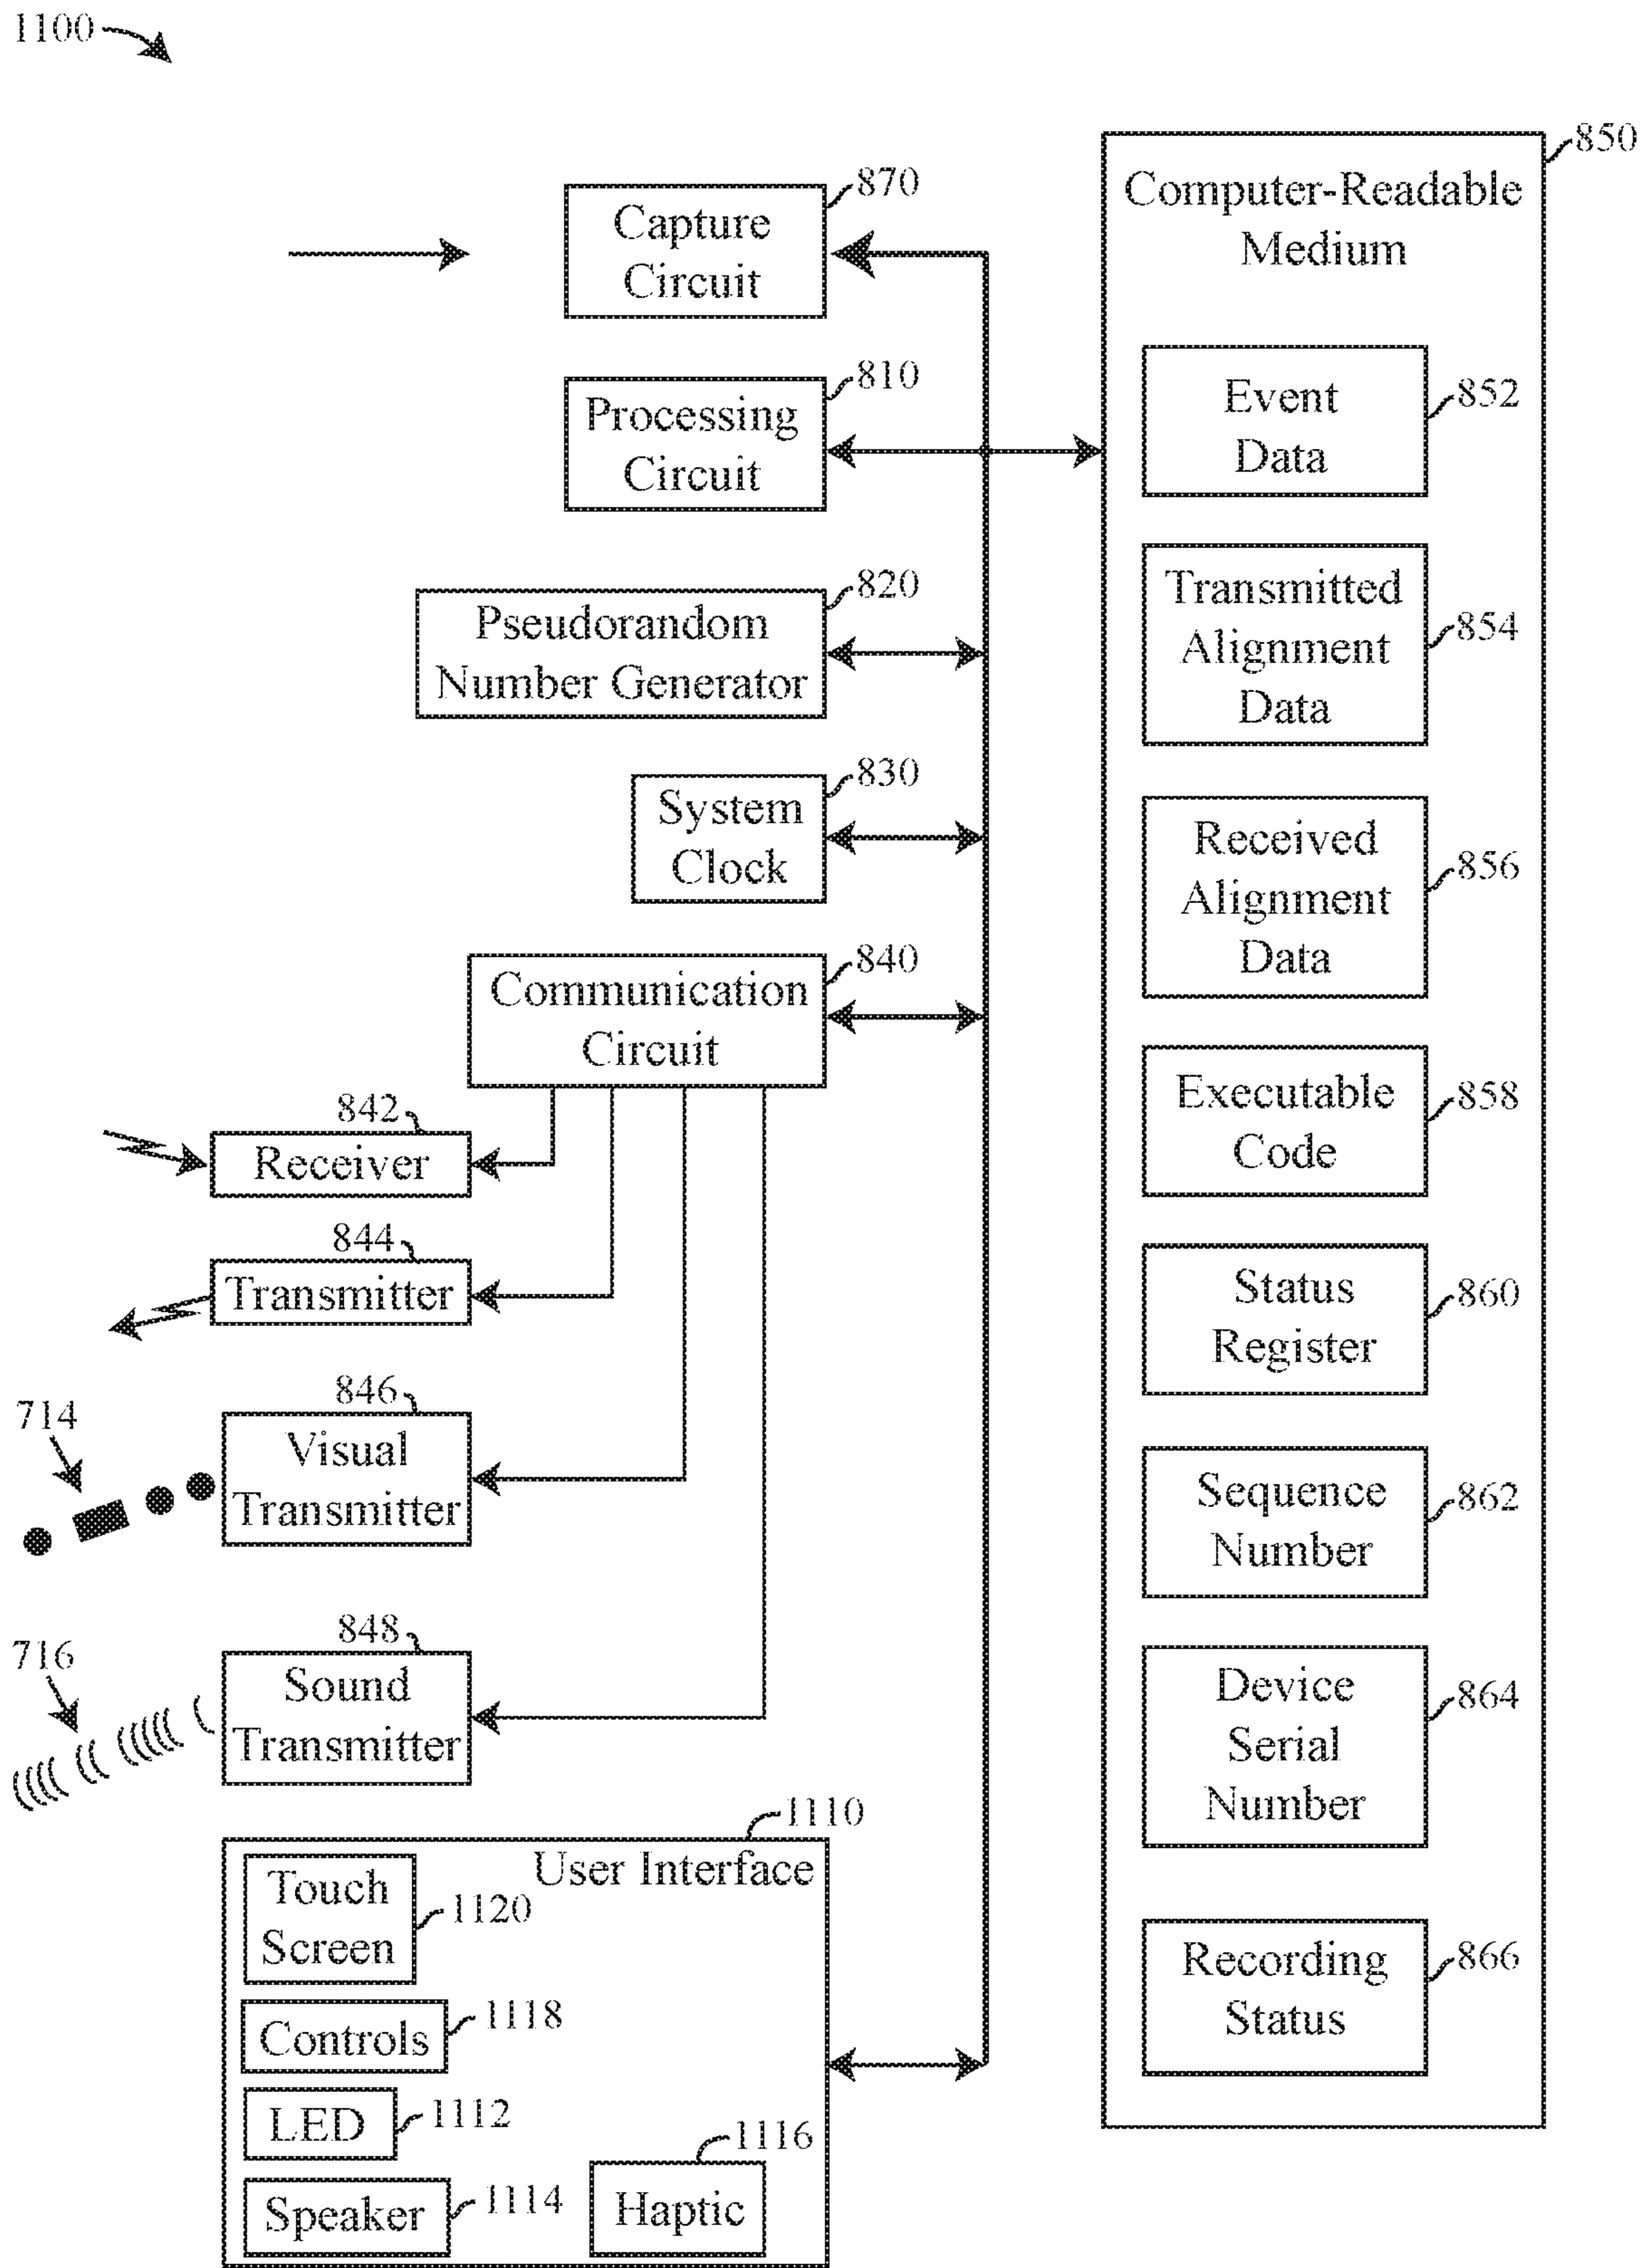 1100
850
Computer-Readable
Medium
870
Capture
Circuit
810
Processing
Circuit
852
Event
Data
820
Pseudorandom
Number Generator
854
Transmitted
Alignment
Data
830
System
Clock
856
Received
Alignment
Data
840
Communication
Circuit
858
Executable
Code
842
Receiver
844
Transmitter
860
Status
Register
846
714
Visual
Transmitter
862
Sequence
Number
848
716
Sound
Transmitter
864
Device
Serial
Number
1110
User Interface
Touch
Screen
1120
Controls
1118
LED
1112
Speaker
1114
1116
Haptic
866
Recording
Status